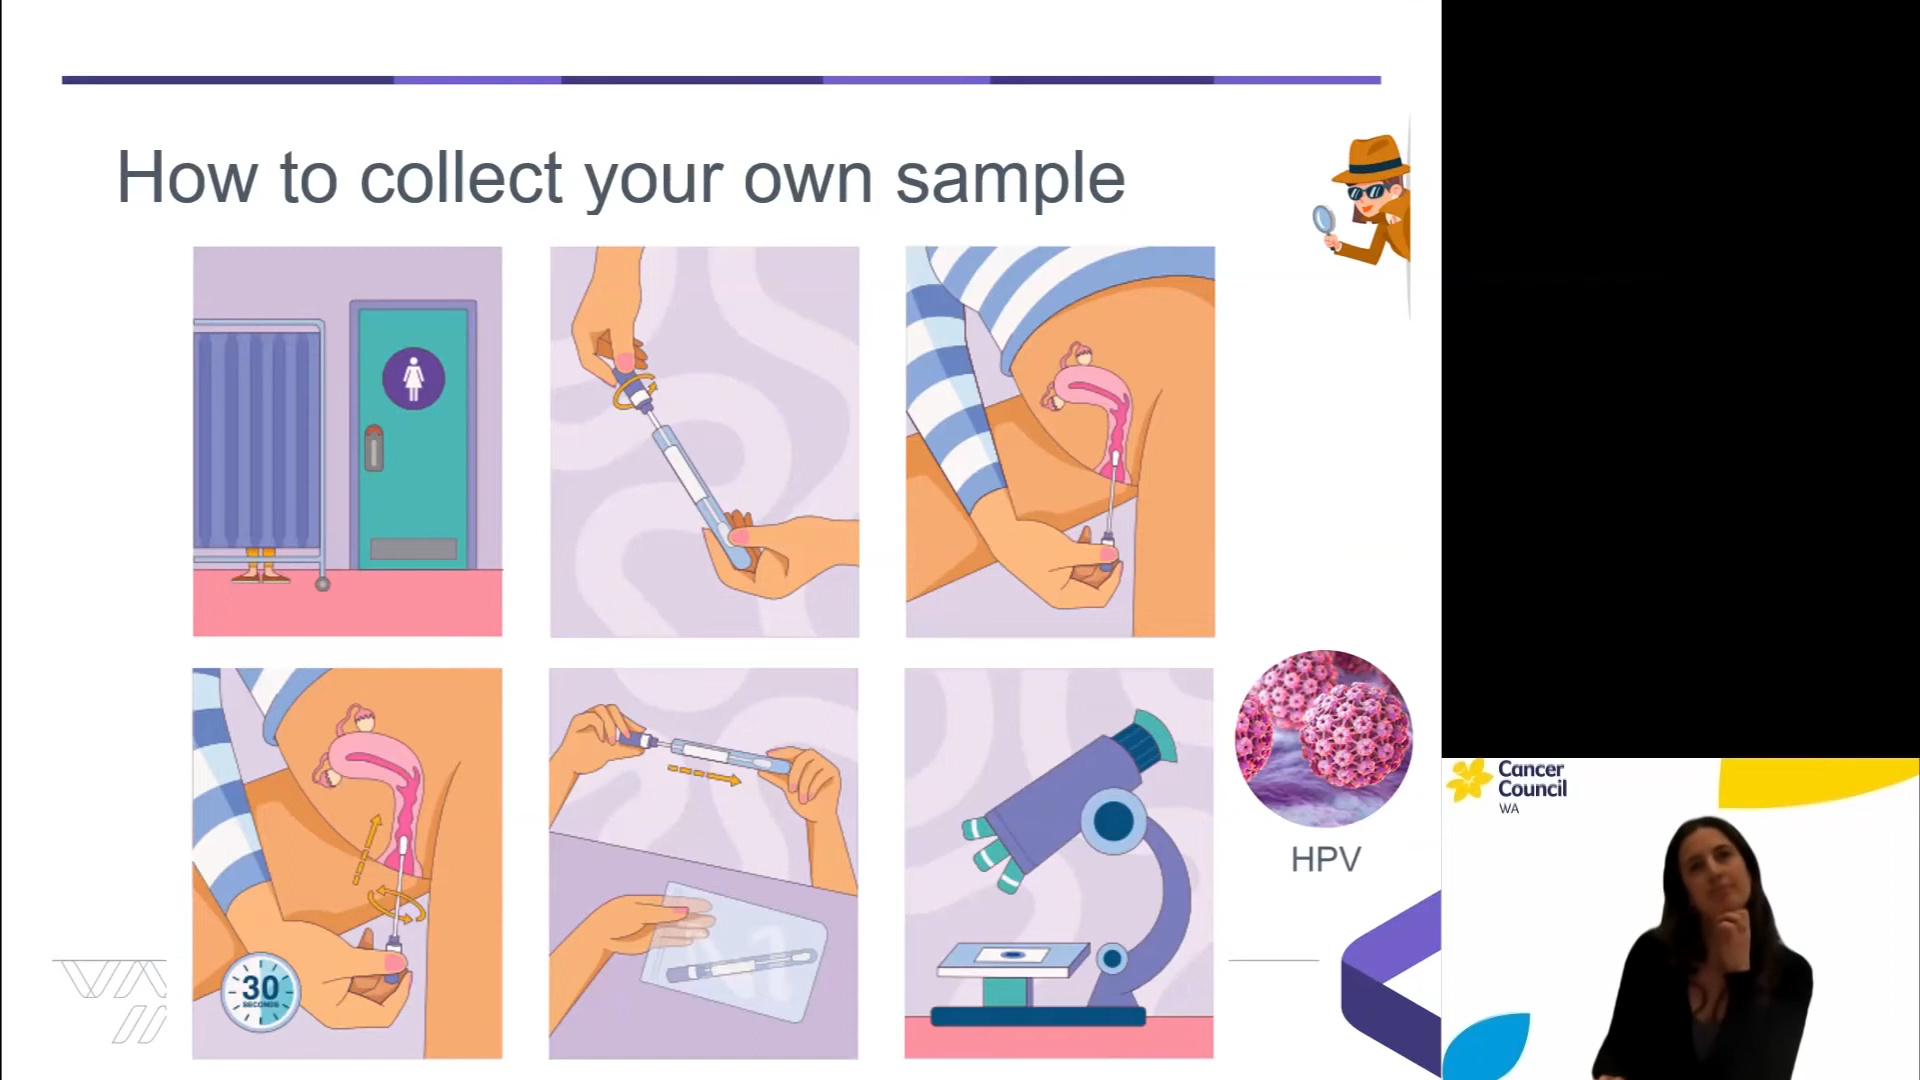 How to collect your own sample
30
SECONDS
HPV
Cancer
Council
WA